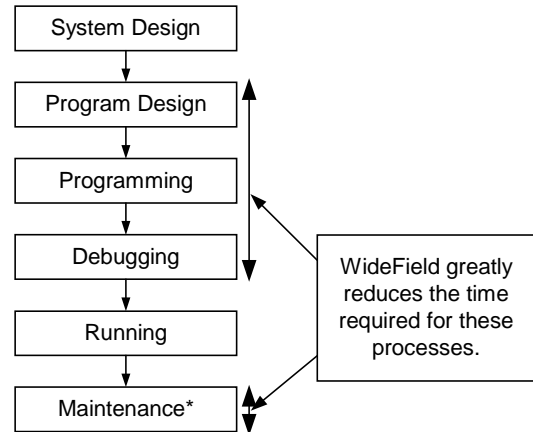 System Design
Program Design
Programming
Debugging
WideField greatly
reduces the time
required for these
processes.
Running
Maintenance*